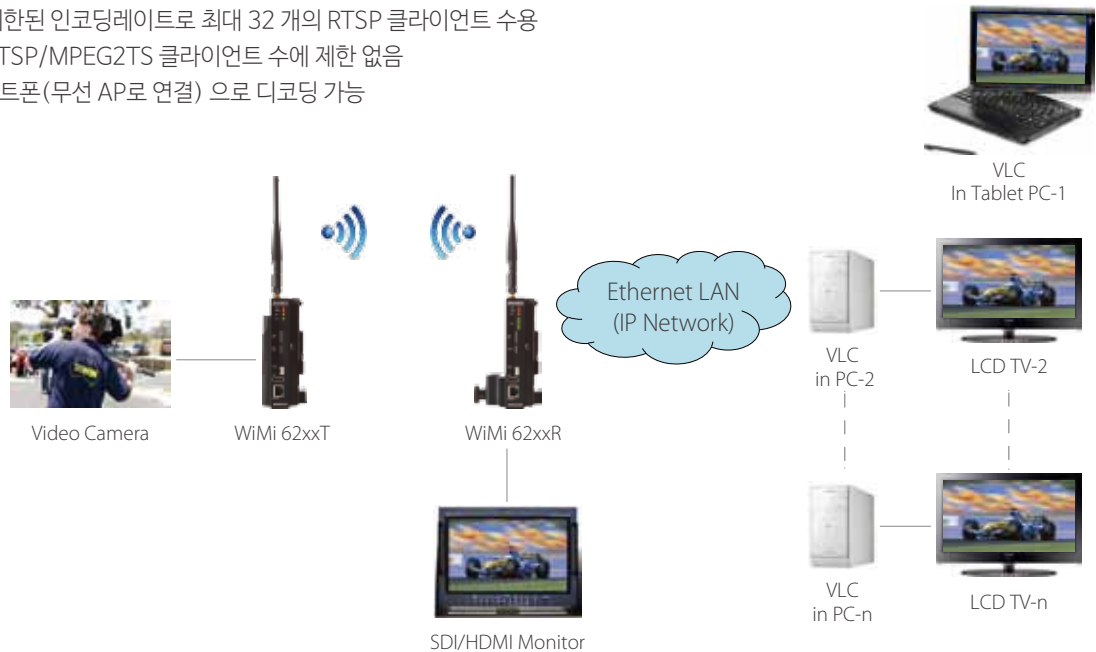 한된 인코딩레이트로 최대 32 개의 RTSP 클라이언트 수용
TSP/MPEG2TS 클라이언트 수에 제한 없음
트폰(무선 AP로 연결) 으로 디코딩 가능
VLC
In Tablet PC-1
Ethernet LAN
(IP Network)
VLC
in PC-2
LCD TV-2
Video Camera
WiMi 62xxT
WiMi 62xxR
VLC
in PC-n
LCD TV-n
SDI/HDMI Monitor